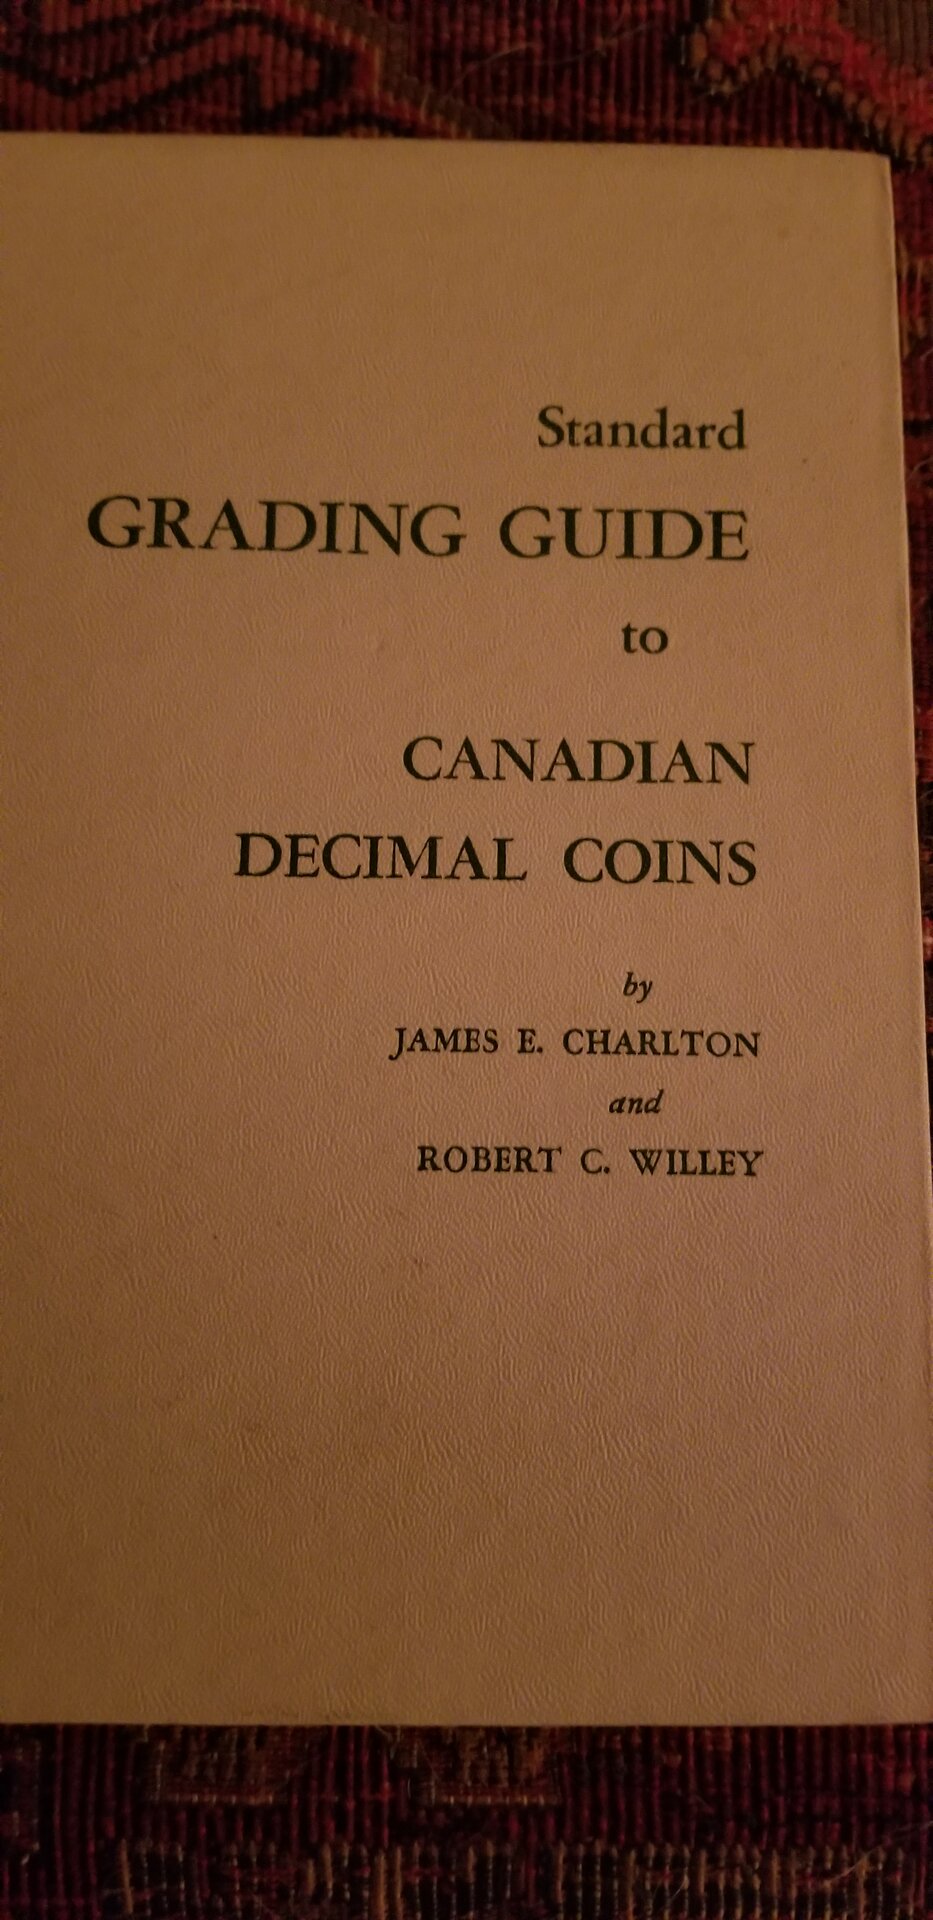 Standard
GRADING GUIDE
to
CANADIAN
DECIMAL COINS
by
JAMES E. CHARLTON
and
ROBERT C. WILLEY